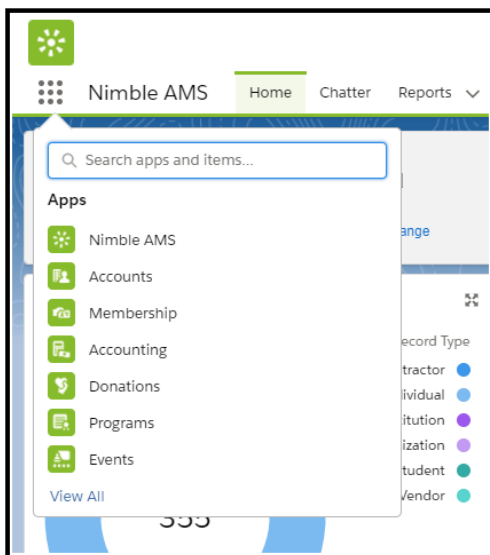 Nimble AMS Home Chatter Reports
Search apps and items...
Apps
Nimble AMS
Accounts
Membership
Accounting
Donations
Programs
Events
View All
ange
ecord Type
tractor
ividual
itution
ization
tudent
Vendor
355